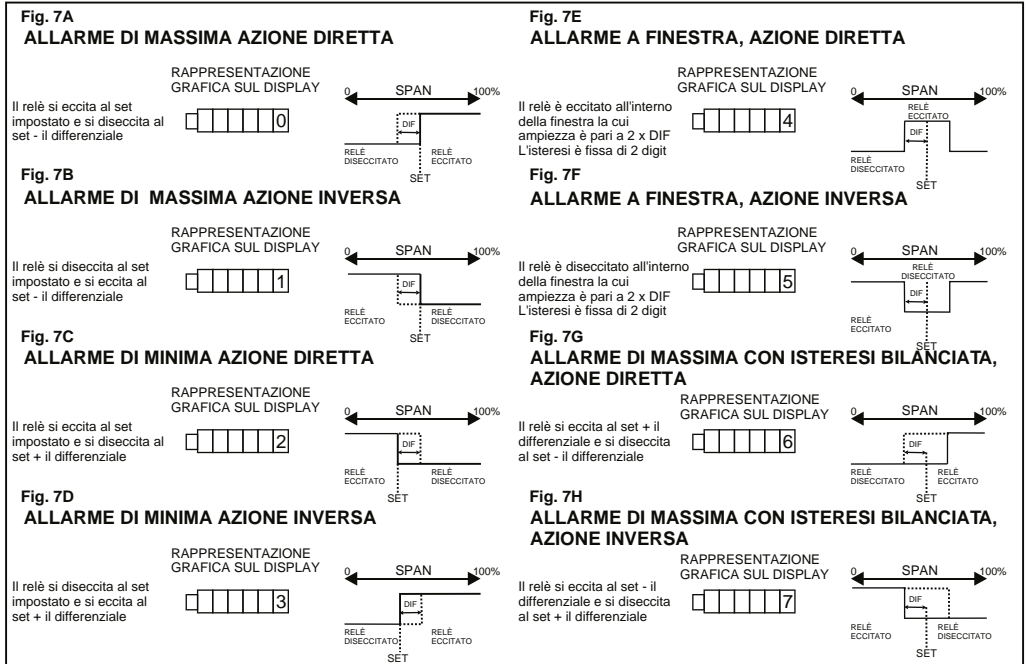 Fig. 7A
ALLARME DI MASSIMA AZIONE DIRETTA
RAPPRESENTAZIONE
GRAFICA SUL DISPLAY
Il relè si eccita al set
impostato e si diseccita al
set - il differenziale
0
0 SPAN 100%
DIF
RELÈ
DISECCITATO
RELÈ
ECCITATO
SET
Fig. 7B
ALLARME DI MASSIMA AZIONE INVERSA
RAPPRESENTAZIONE
GRAFICA SUL DISPLAY
Il relè si diseccita al set
impostato e si eccita al
set - il differenziale
1
0 SPAN 100%
DIF
RELÈ
ECCITATO
RELÈ
DISECCITATO
SET
Fig. 7C
ALLARME DI MINIMA AZIONE DIRETTA
RAPPRESENTAZIONE
GRAFICA SUL DISPLAY
Il relè si eccita al set
impostato e si diseccita al
set + il differenziale
2
0 SPAN 100%
DIF
RELÈ
ECCITATO
RELÈ
DISECCITATO
SET
Fig. 7D
ALLARME DI MINIMA AZIONE INVERSA
RAPPRESENTAZIONE
GRAFICA SUL DISPLAY
Il relè si diseccita al set
impostato e si eccita al
set + il differenziale
3
0 SPAN 100%
DIF
RELÈ
DISECCITATO
RELÈ
ECCITATO
SET
Fig. 7E
ALLARME A FINESTRA, AZIONE DIRETTA
RAPPRESENTAZIONE
GRAFICA SUL DISPLAY
Il relè è eccitato all'interno
della finestra la cui
ampiezza è pari a 2 x DIF
L'isteresi è fissa di 2 digit
4
0 SPAN 100%
RELÈ
ECCITATO
DIF
RELÈ
DISECCITATO
SET
Fig. 7F
ALLARME A FINESTRA, AZIONE INVERSA
RAPPRESENTAZIONE
GRAFICA SUL DISPLAY
Il relè è diseccitato all'interno
della finestra la cui
ampiezza è pari a 2 x DIF
L'isteresi è fissa di 2 digit
5
0 SPAN 100%
RELÈ
DISECCITATO
DIF
RELÈ
ECCITATO
SET
Fig. 7G
ALLARME DI MASSIMA CON ISTERESI BILANCIATA,
AZIONE DIRETTA
RAPPRESENTAZIONE
GRAFICA SUL DISPLAY
Il relè si eccita al set + il
differenziale e si diseccita
al set - il differenziale
6
0 SPAN 100%
DIF
RELÈ
DISECCITATO
RELÈ
ECCITATO
SET
Fig. 7H
ALLARME DI MASSIMA CON ISTERESI BILANCIATA,
AZIONE INVERSA
RAPPRESENTAZIONE
GRAFICA SUL DISPLAY
Il relè si eccita al set - il
differenziale e si diseccita
al set + il differenziale
7
0 SPAN 100%
DIF
RELÈ
ECCITATO
RELÈ
DISECCITATO
SET